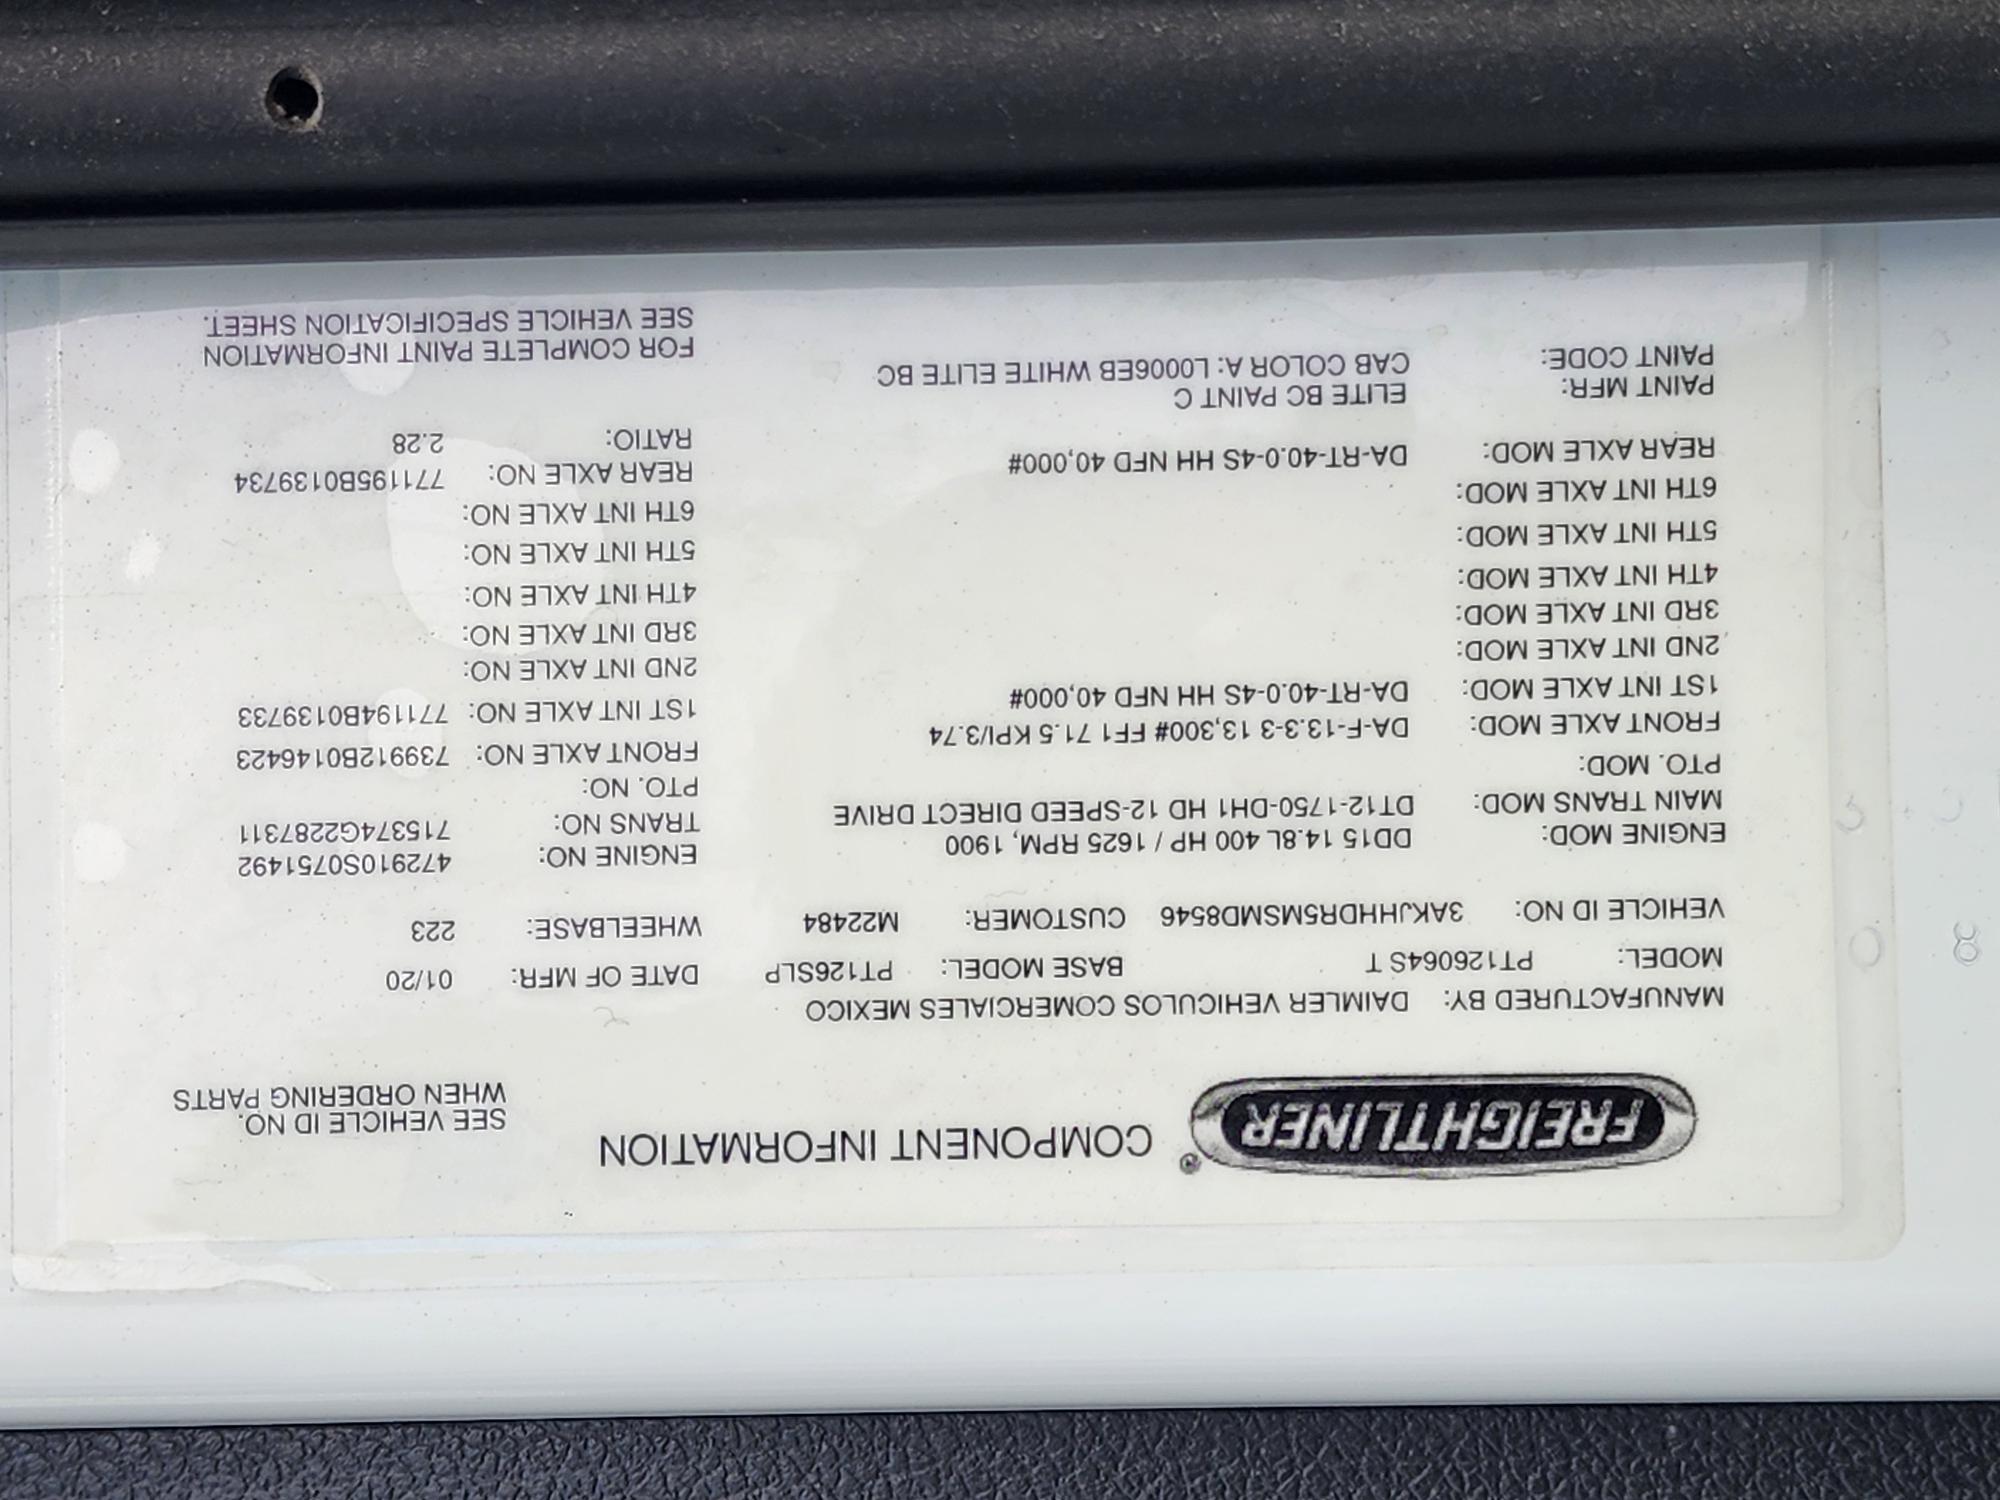 FREIGHTLINER® COMPONENT INFORMATION
SEE VEHICLE ID NO.
WHEN ORDERING PARTS
MANUFACTURED BY: DAIMLER VEHICULOS COMERCIALES MEXICO
MODEL: PT126064S T BASE MODEL: PT126SLP DATE OF MFR: 01/20
VEHICLE ID NO: 3AKJHHDR5MSMD8546 CUSTOMER: M22484 WHEELBASE: 223
ENGINE MOD: DD15 14.8L 400 HP / 1625 RPM, 1900 ENGINE NO: 472910S0751492
MAIN TRANS MOD: DT12-1750-DH1 HD 12-SPEED DIRECT DRIVE TRANS NO: 715374G2287311
PTO. MOD: PTO. NO:
FRONT AXLE MOD: DA-F-13.3-3 13,300# FF1 71.5 KPI/3.74 FRONT AXLE NO: 739912B0146423
1ST INT AXLE MOD: DA-RT-40.0-4S HH NFD 40,000# 1ST INT AXLE NO: 771194B0139733
2ND INT AXLE MOD: 2ND INT AXLE NO:
3RD INT AXLE MOD: 3RD INT AXLE NO:
4TH INT AXLE MOD: 4TH INT AXLE NO:
5TH INT AXLE MOD: 5TH INT AXLE NO:
6TH INT AXLE MOD: 6TH INT AXLE NO:
REAR AXLE MOD: DA-RT-40.0-4S HH NFD 40,000# REAR AXLE NO: 771195B0139734
RATIO: 2.28
PAINT MFR: ELITE BC PAINT C
PAINT CODE: CAB COLOR A: L0006EB WHITE ELITE BC
FOR COMPLETE PAINT INFORMATION
SEE VEHICLE SPECIFICATION SHEET.